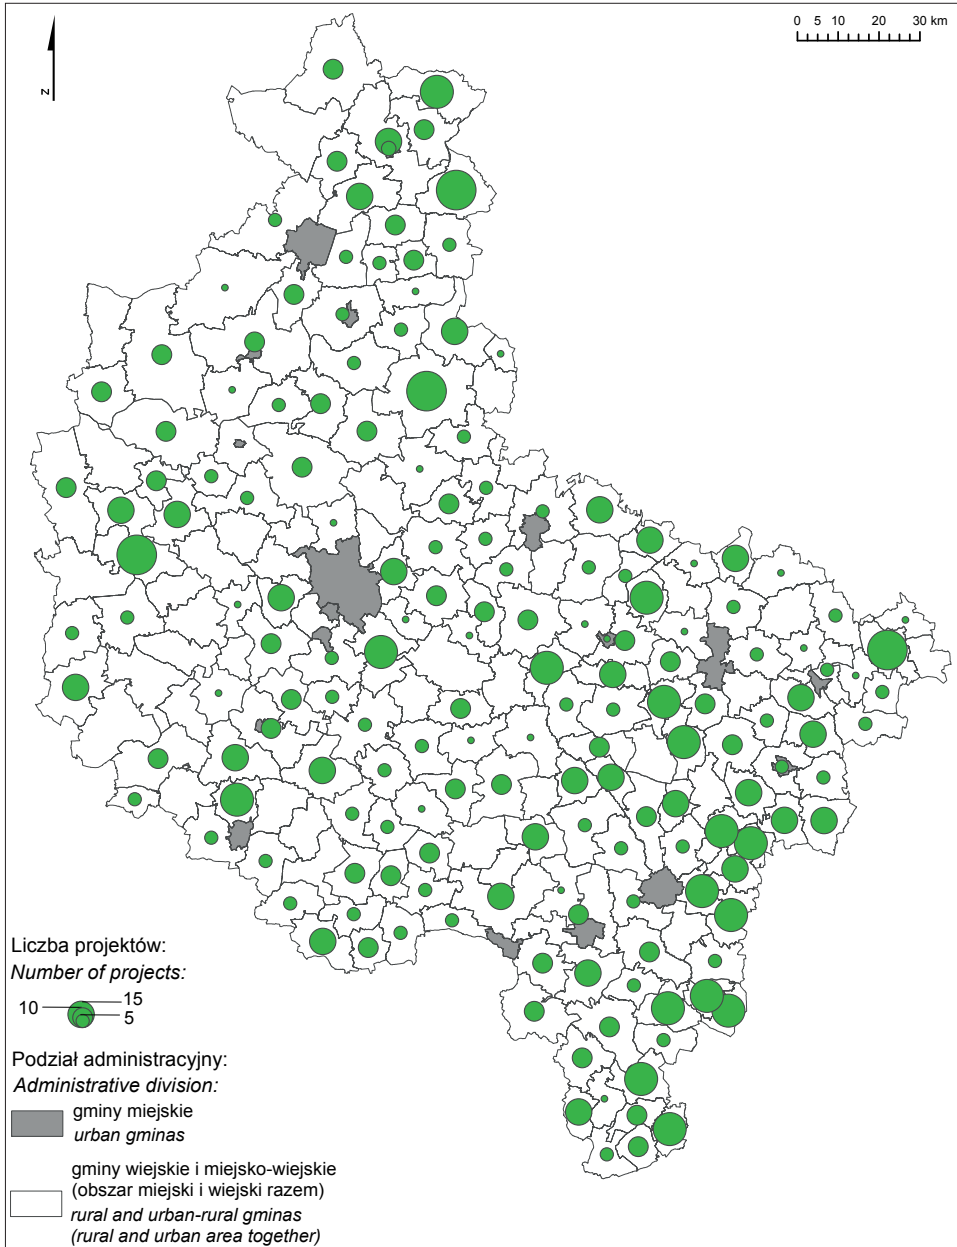 0 5 10 20 30 km
z
Liczba projektów:
Number of projects:
10 15
5
Podział administracyjny:
Administrative division:
gminy miejskie
urban gminas
gminy wiejskie i miejsko-wiejskie
(obszar miejski i wiejski razem)
rural and urban-rural gminas
(rural and urban area together)